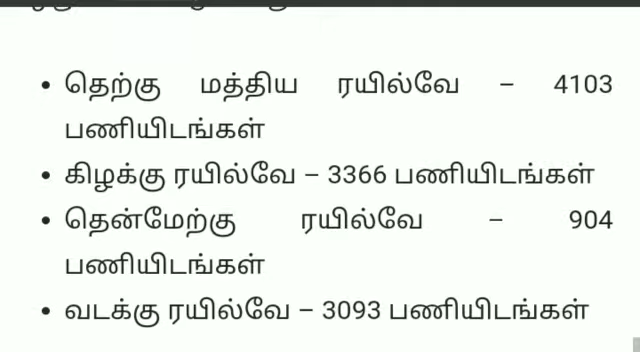 • தெற்கு மத்திய ரயில்வே – 4103
பணியிடங்கள்
• கிழக்கு ரயில்வே – 3366 பணியிடங்கள்
• தென்மேற்கு ரயில்வே – 904
பணியிடங்கள்
• வடக்கு ரயில்வே – 3093 பணியிடங்கள்